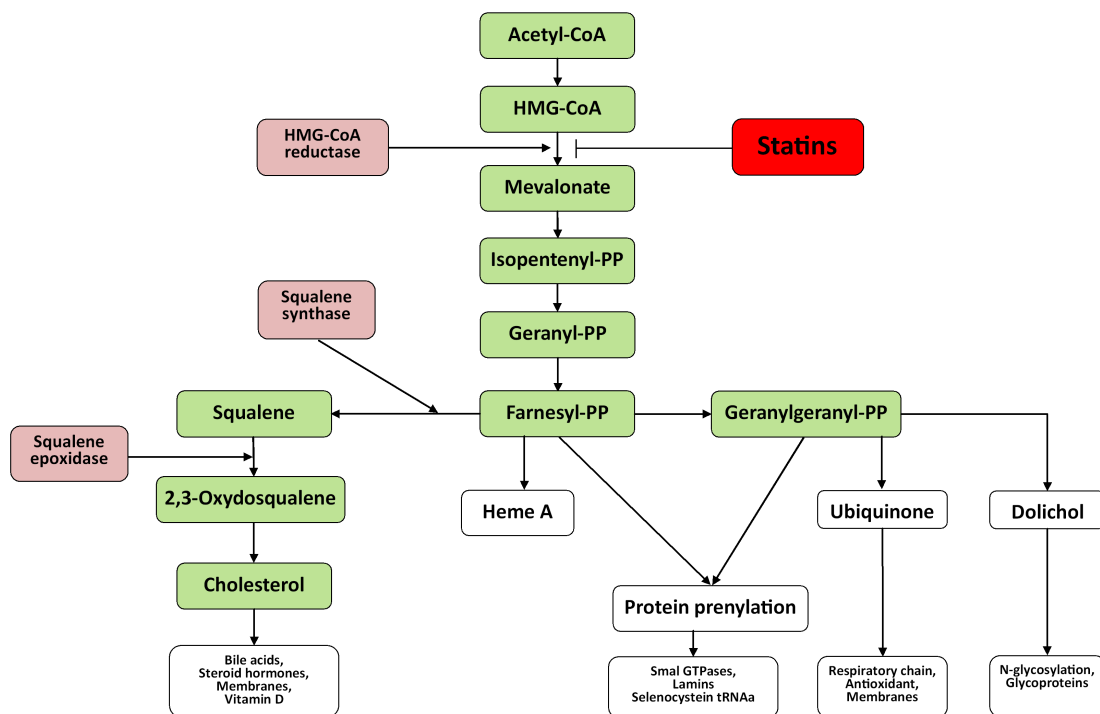 Acetyl-CoA
HMG-CoA
HMG-CoA
reductase
Statins
Mevalonate
Isopentenyl-PP
Squalene
synthase
Geranyl-PP
Squalene
Farnesyl-PP
Geranylgeranyl-PP
Squalene
epoxidase
2,3-Oxydosqualene
Heme A
Ubiquinone
Dolichol
Cholesterol
Protein prenylation
Bile acids,
Steroid hormones,
Membranes,
Vitamin D
Smal GTPases,
Lamins
Selenocystein tRNAa
Respiratory chain,
Antioxidant,
Membranes
N-glycosylation,
Glycoproteins